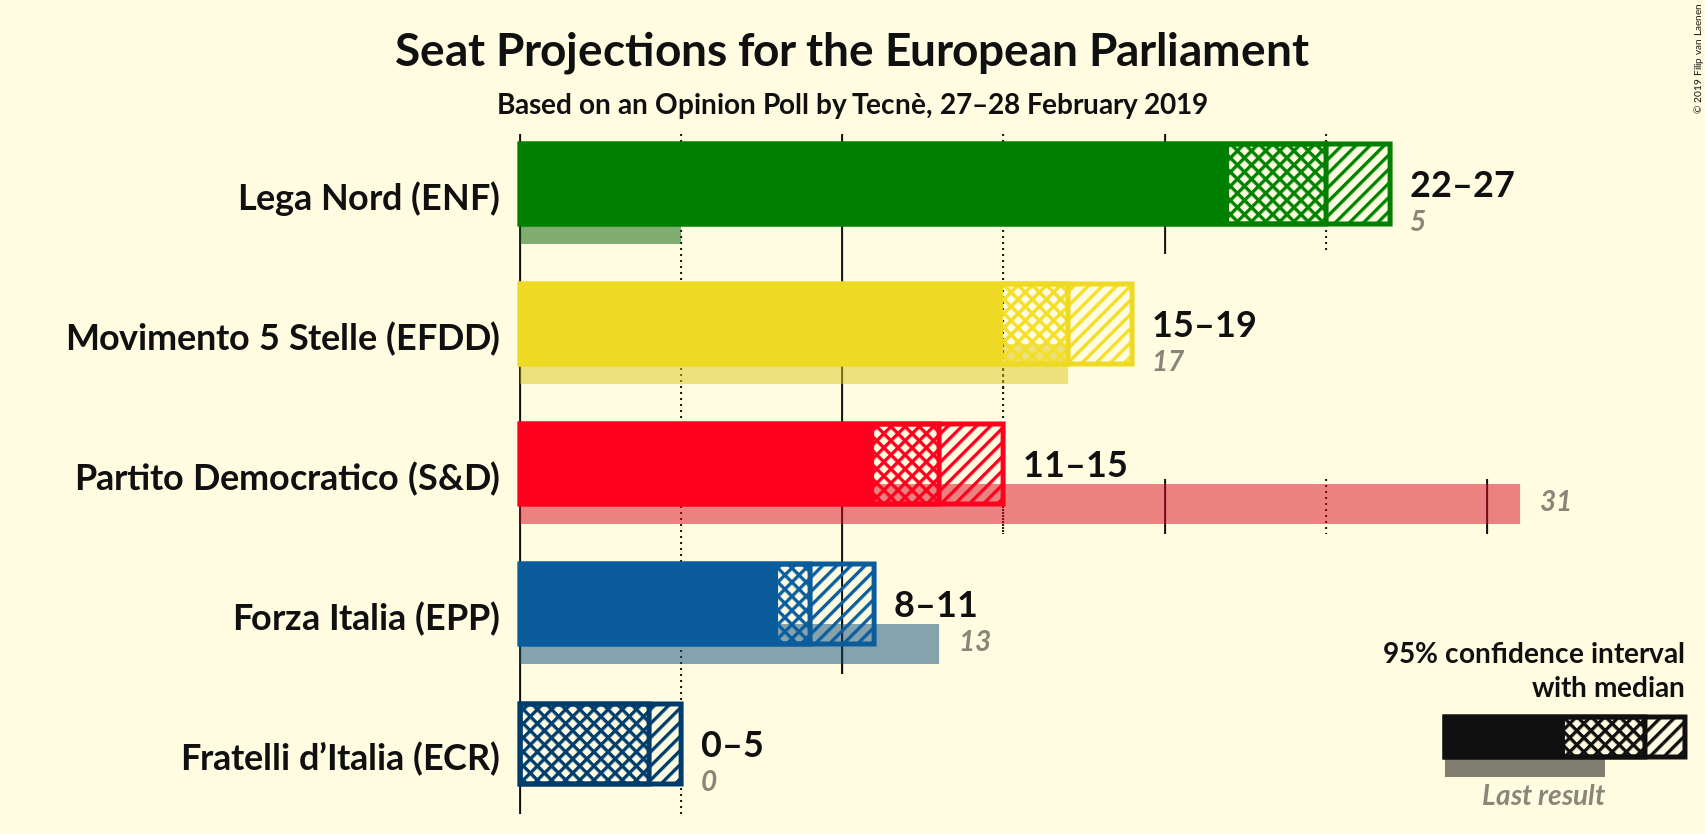 Seat Projections for the European Parliament
Based on an Opinion Poll by Tecnè, 27–28 February 2019
© 2019 Filip van Laenen
Lega Nord (ENF)
22–27
5
Movimento 5 Stelle (EFDD)
15–19
17
Partito Democratico (S&D)
11–15
31
Forza Italia (EPP)
8–11
13
Fratelli d’Italia (ECR)
0–5
0
95% confidence interval
with median
Last result